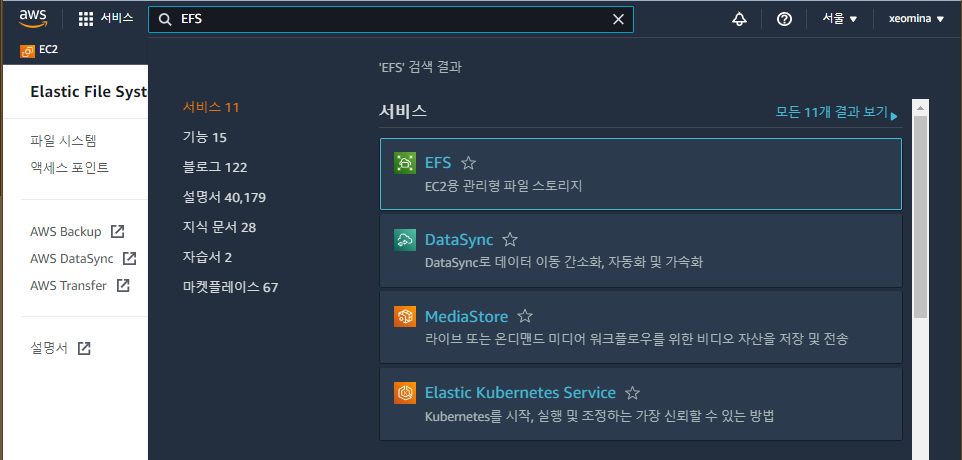 aws
서비스
EFS
서울 ▼
xeomina ▼
EC2
Elastic File Syst
파일 시스템
액세스 포인트
AWS Backup
AWS DataSync
AWS Transfer
설명서
'EFS' 검색 결과
서비스 11
기능 15
블로그 122
설명서 40,179
지식 문서 28
자습서 2
마켓플레이스 67
서비스
모든 11개 결과 보기 ▶
EFS
EC2용 관리형 파일 스토리지
DataSync
DataSync로 데이터 이동 간소화, 자동화 및 가속화
MediaStore
라이브 또는 온디맨드 미디어 워크플로우를 위한 비디오 자산을 저장 및 전송
Elastic Kubernetes Service
Kubernetes를 시작, 실행 및 조정하는 가장 신뢰할 수 있는 방법